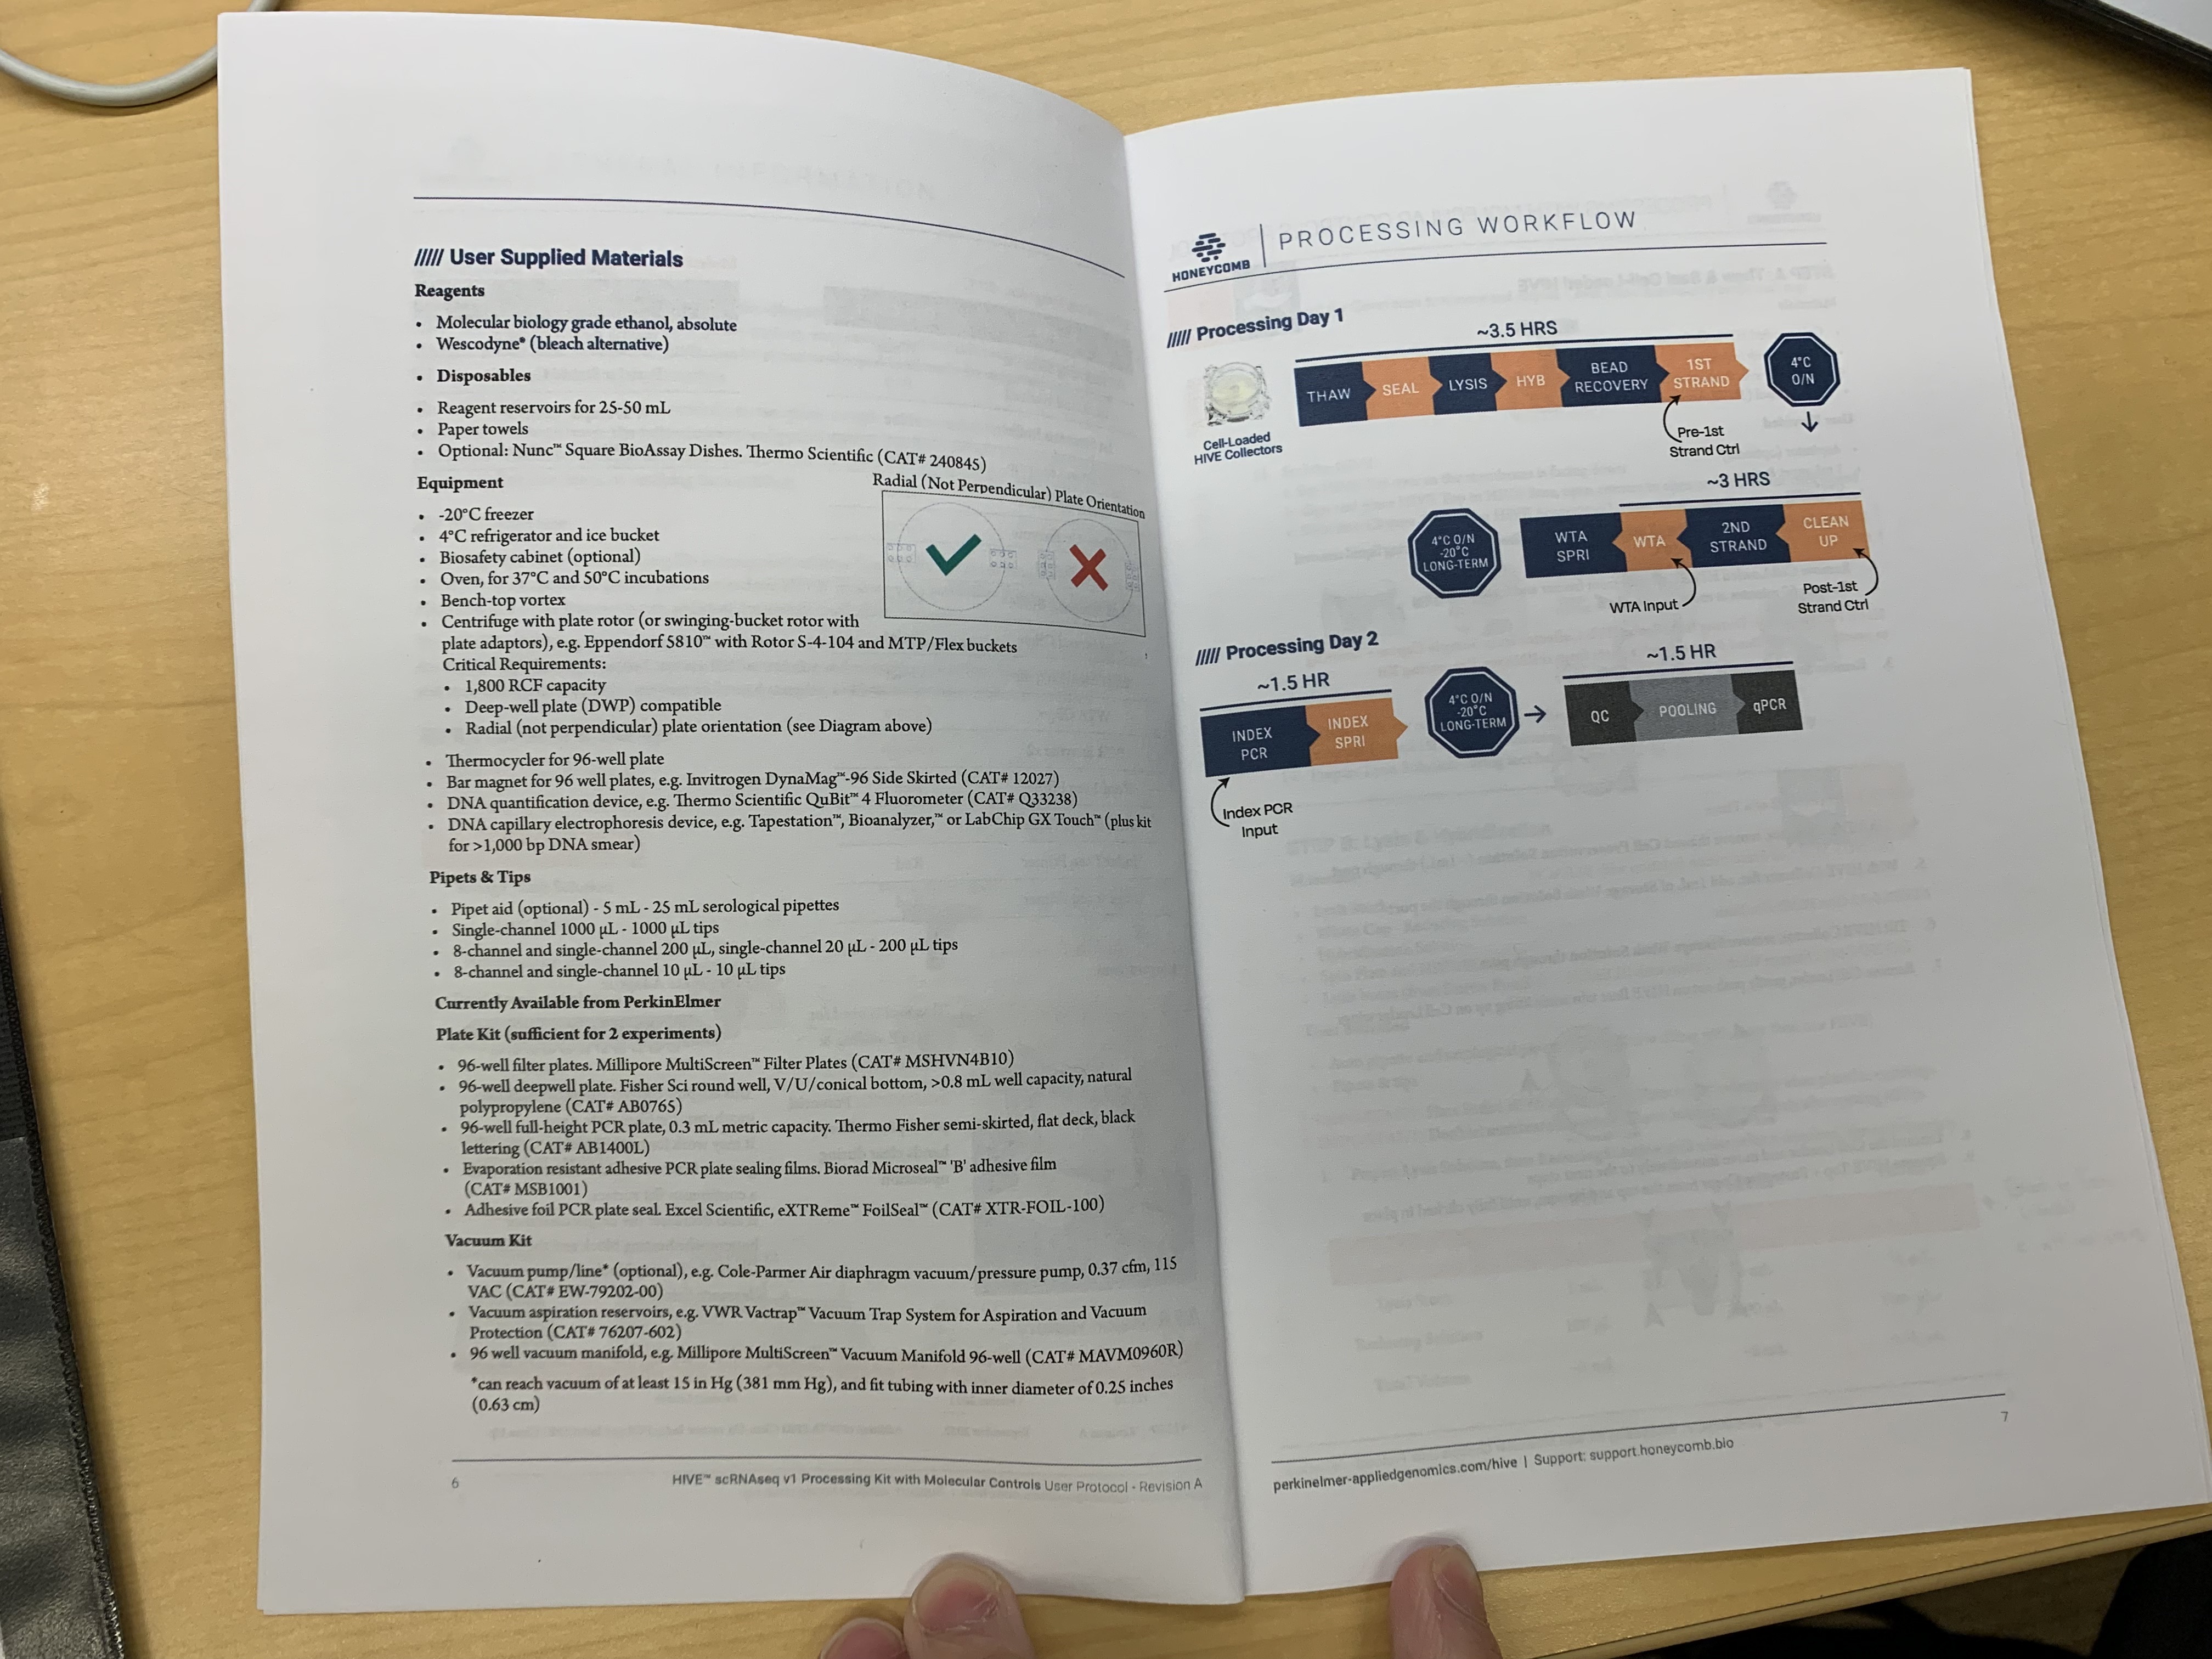 ///// User Supplied Materials
Reagents
• Molecular biology grade ethanol, absolute
• Wescodyne* (bleach alternative)
• Disposables
• Reagent reservoirs for 25-50 mL
• Paper towels
• Optional: Nunc™ Square BioAssay Dishes. Thermo Scientific (CAT# 240845)
Equipment
Radial (Not Perpendicular) Plate Orientation
• -20°C freezer
• 4°C refrigerator and ice bucket
• Biosafety cabinet (optional)
• Oven, for 37°C and 50°C incubations
• Bench-top vortex
• Centrifuge with plate rotor (or swinging-bucket rotor with
plate adaptors), e.g. Eppendorf 5810™ with Rotor S-4-104 and MTP/Flex buckets
Critical Requirements:
• 1,800 RCF capacity
• Deep-well plate (DWP) compatible
• Radial (not perpendicular) plate orientation (see Diagram above)
• Thermocycler for 96-well plate
• Bar magnet for 96 well plates, e.g. Invitrogen DynaMag™-96 Side Skirted (CAT# 12027)
• DNA quantification device, e.g. Thermo Scientific QuBit™ 4 Fluorometer (CAT# Q33238)
• DNA capillary electrophoresis device, e.g. Tapestation™, Bioanalyzer,™ or LabChip GX Touch™ (plus kit
for >1,000 bp DNA smear)
Pipets & Tips
• Pipet aid (optional) - 5 mL - 25 mL serological pipettes
• Single-channel 1000 µL - 1000 µL tips
• 8-channel and single-channel 200 µL, single-channel 20 µL - 200 µL tips
• 8-channel and single-channel 10 µL - 10 µL tips
Currently Available from PerkinElmer
Plate Kit (sufficient for 2 experiments)
• 96-well filter plates. Millipore MultiScreen™ Filter Plates (CAT# MSHVN4B10)
• 96-well deepwell plate. Fisher Sci round well, V/U/conical bottom, >0.8 mL well capacity, natural
polypropylene (CAT# AB0765)
• 96-well full-height PCR plate, 0.3 mL metric capacity. Thermo Fisher semi-skirted, flat deck, black
lettering (CAT# AB1400L)
• Evaporation resistant adhesive PCR plate sealing films. Biorad Microseal™ 'B' adhesive film
(CAT# MSB1001)
• Adhesive foil PCR plate seal. Excel Scientific, eXTReme™ FoilSeal™ (CAT# XTR-FOIL-100)
Vacuum Kit
• Vacuum pump/line* (optional), e.g. Cole-Parmer Air diaphragm vacuum/pressure pump, 0.37 cfm, 115
VAC (CAT# EW-79202-00)
• Vacuum aspiration reservoirs, e.g. VWR Vactrap™ Vacuum Trap System for Aspiration and Vacuum
Protection (CAT# 76207-602)
• 96 well vacuum manifold, e.g. Millipore MultiScreen™ Vacuum Manifold 96-well (CAT# MAVM0960R)
*can reach vacuum of at least 15 in Hg (381 mm Hg), and fit tubing with inner diameter of 0.25 inches
(0.63 cm)
6
HIVE™ scRNAseq v1 Processing Kit with Molecular Controls User Protocol • Revision A
HONEYCOMB
PROCESSING WORKFLOW
///// Processing Day 1
~3.5 HRS
THAW
SEAL
LYSIS
HYB
BEAD
RECOVERY
1ST
STRAND
4°C
O/N
Cell-Loaded
HIVE Collectors
Pre-1st
Strand Ctrl
~3 HRS
4°C O/N
-20°C
LONG-TERM
WTA
SPRI
WTA
2ND
STRAND
CLEAN
UP
WTA Input
Post-1st
Strand Ctrl
///// Processing Day 2
~1.5 HR
INDEX
PCR
INDEX
SPRI
4°C O/N
-20°C
LONG-TERM
~1.5 HR
QC
POOLING
qPCR
Index PCR
Input
7
perkinelmer-appliedgenomics.com/hive | Support: support.honeycomb.bio